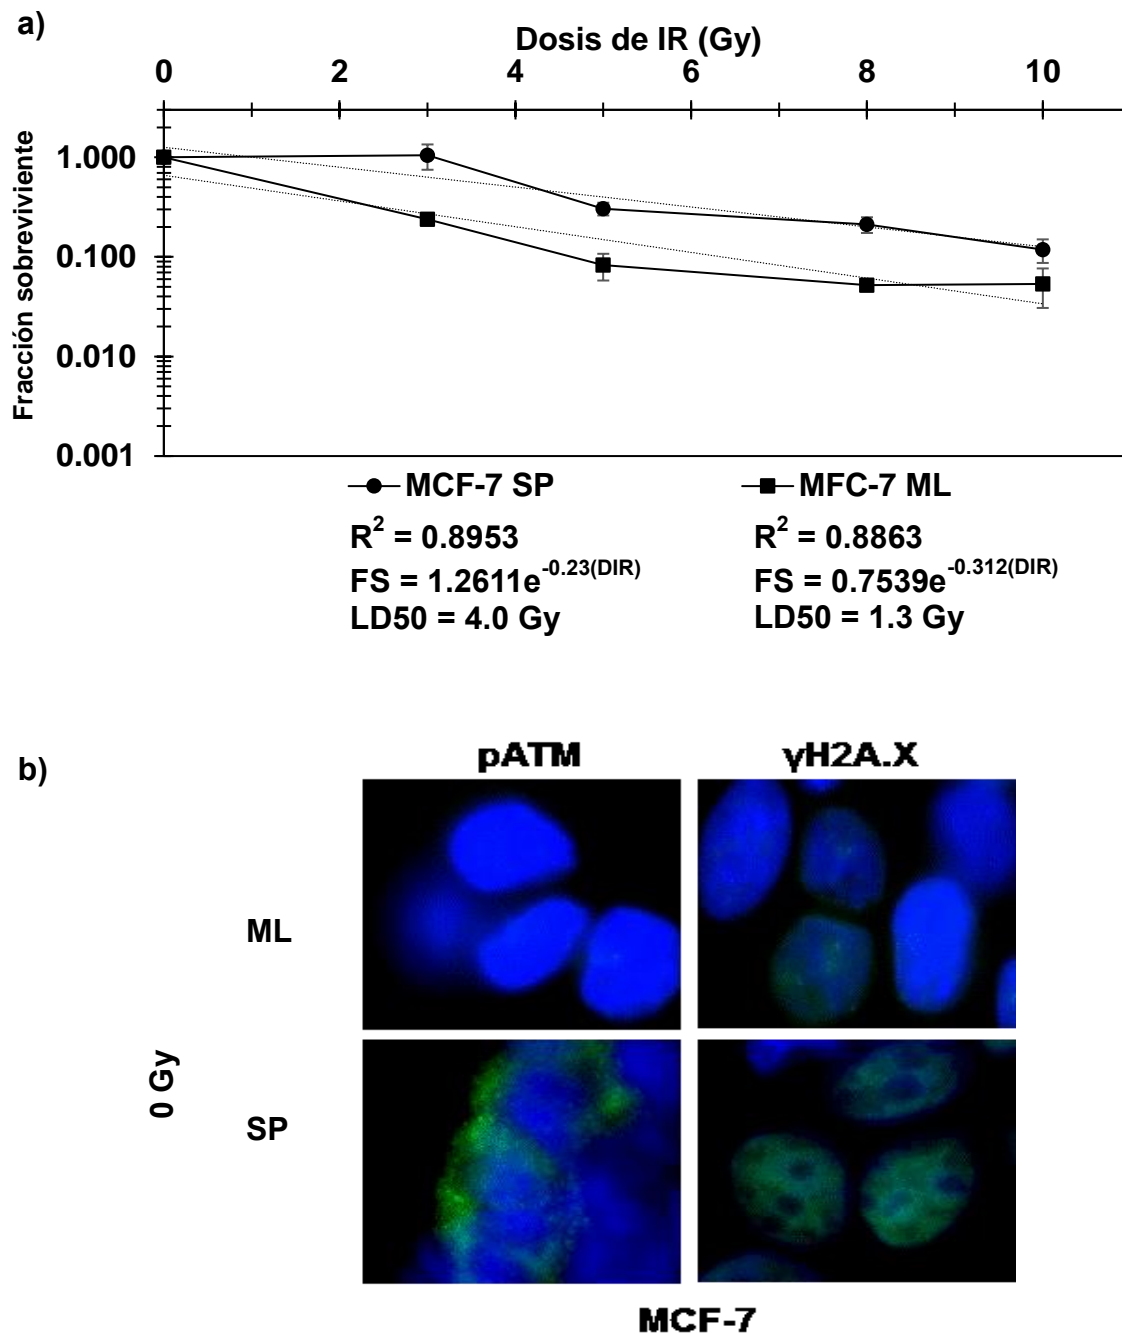 a)
Dosis de IR (Gy)
0 2 4 6 8 10
Fracción sobreviviente
1.000
0.100
0.010
0.001
MCF-7 SP
R² = 0.8953
FS = 1.2611e^-0.23(DIR)
LD50 = 4.0 Gy
MFC-7 ML
R² = 0.8863
FS = 0.7539e^-0.312(DIR)
LD50 = 1.3 Gy
b)
pATM
γH2A.X
ML
0 Gy
SP
MCF-7